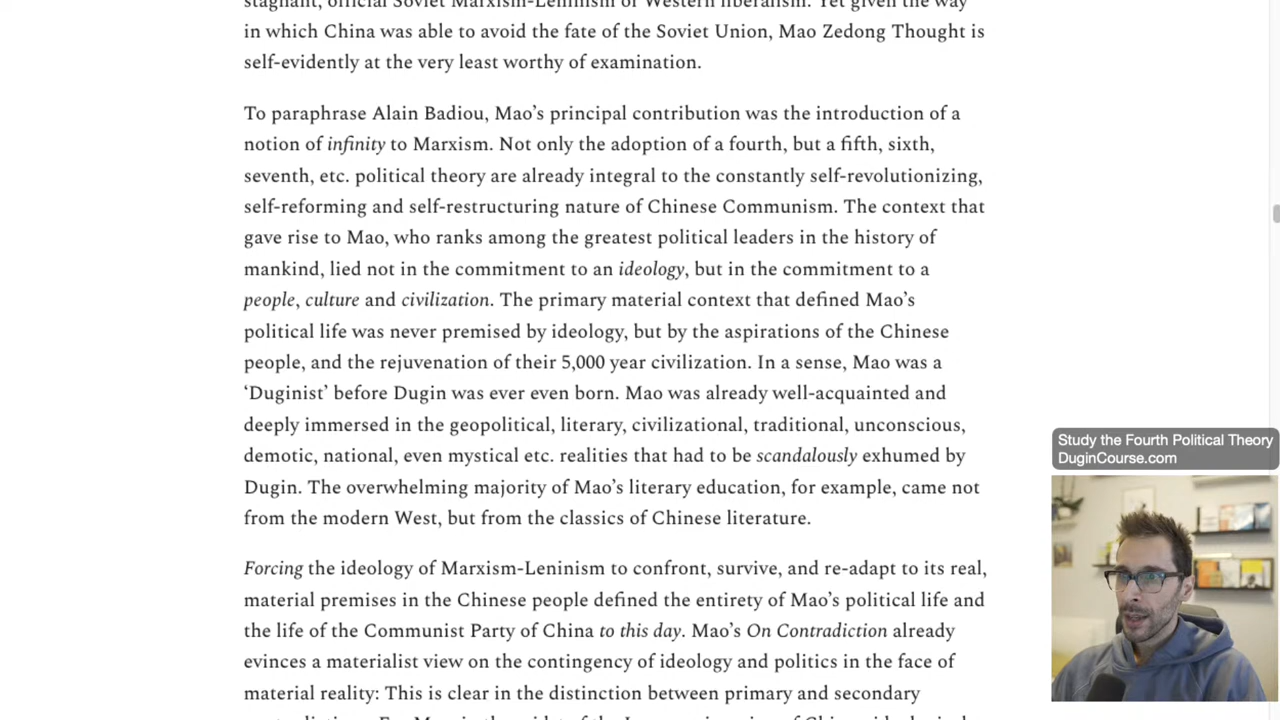 stagnant, official Soviet Marxism-Leninism or Western liberalism. Yet given the way
in which China was able to avoid the fate of the Soviet Union, Mao Zedong Thought is
self-evidently at the very least worthy of examination.
To paraphrase Alain Badiou, Mao’s principal contribution was the introduction of a
notion of infinity to Marxism. Not only the adoption of a fourth, but a fifth, sixth,
seventh, etc. political theory are already integral to the constantly self-revolutionizing,
self-reforming and self-restructuring nature of Chinese Communism. The context that
gave rise to Mao, who ranks among the greatest political leaders in the history of
mankind, lied not in the commitment to an ideology, but in the commitment to a
people, culture and civilization. The primary material context that defined Mao’s
political life was never premised by ideology, but by the aspirations of the Chinese
people, and the rejuvenation of their 5,000 year civilization. In a sense, Mao was a
‘Duginist’ before Dugin was ever even born. Mao was already well-acquainted and
deeply immersed in the geopolitical, literary, civilizational, traditional, unconscious,
demotic, national, even mystical etc. realities that had to be scandalously exhumed by
Dugin. The overwhelming majority of Mao’s literary education, for example, came not
from the modern West, but from the classics of Chinese literature.
Forcing the ideology of Marxism-Leninism to confront, survive, and re-adapt to its real,
material premises in the Chinese people defined the entirety of Mao’s political life and
the life of the Communist Party of China to this day. Mao’s On Contradiction already
evinces a materialist view on the contingency of ideology and politics in the face of
material reality: This is clear in the distinction between primary and secondary
Study the Fourth Political Theory
DuginCourse.com